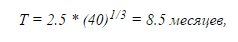 T = 2.5 * (40)^{1/3} = 8.5 месяцев,